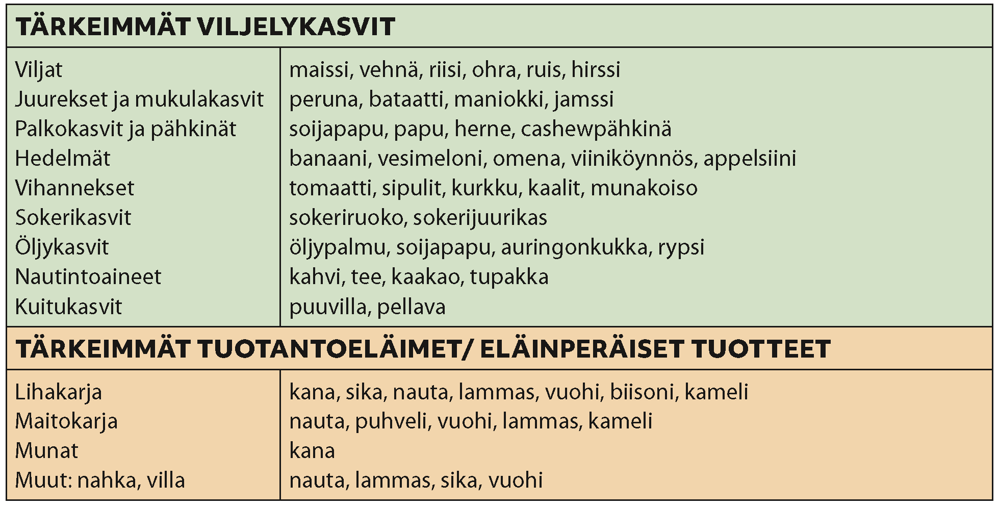 TÄRKEIMMÄT VILJELYKASVIT
Viljat maissi, vehnä, riisi, ohra, ruis, hirssi
Juurekset ja mukulakasvit peruna, bataatti, maniokki, jamssi
Palkokasvit ja pähkinät soijapapu, papu, herne, cashewpähkinä
Hedelmät banaani, vesimeloni, omena, viiniköynnös, appelsiini
Vihannekset tomaatti, sipulit, kurkku, kaalit, munakoiso
Sokerikasvit sokeriruoko, sokerijuurikas
Öljykasvit öljypalmu, soijapapu, auringonkukka, rypsi
Nautintoaineet kahvi, tee, kaakao, tupakka
Kuitukasvit puuvilla, pellava
TÄRKEIMMÄT TUOTANTOELÄIMET/ ELÄINPERÄISET TUOTTEET
Lihakarja kana, sika, nauta, lammas, vuohi, biisoni, kameli
Maitokarja nauta, puhveli, vuohi, lammas, kameli
Munat kana
Muut: nahka, villa nauta, lammas, sika, vuohi